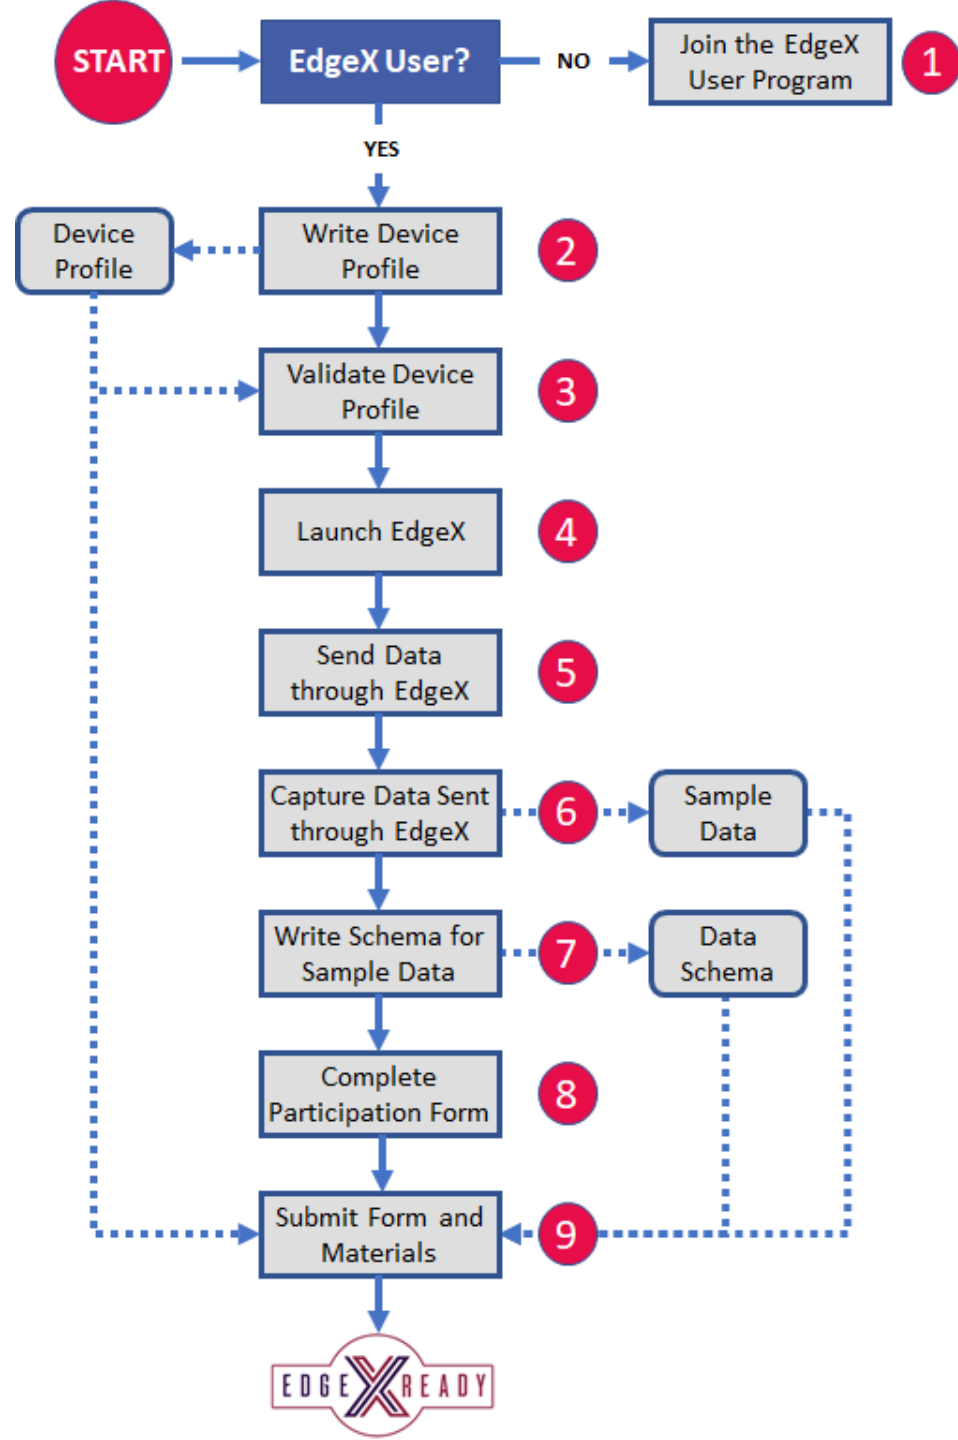 START
EdgeX User?
NO
Join the EdgeX
User Program
1
YES
Device
Profile
Write Device
Profile
2
Validate Device
Profile
3
Launch EdgeX
4
Send Data
through EdgeX
5
Capture Data Sent
through EdgeX
6
Sample
Data
Write Schema for
Sample Data
7
Data
Schema
Complete
Participation Form
8
Submit Form and
Materials
9
EDGE X READY